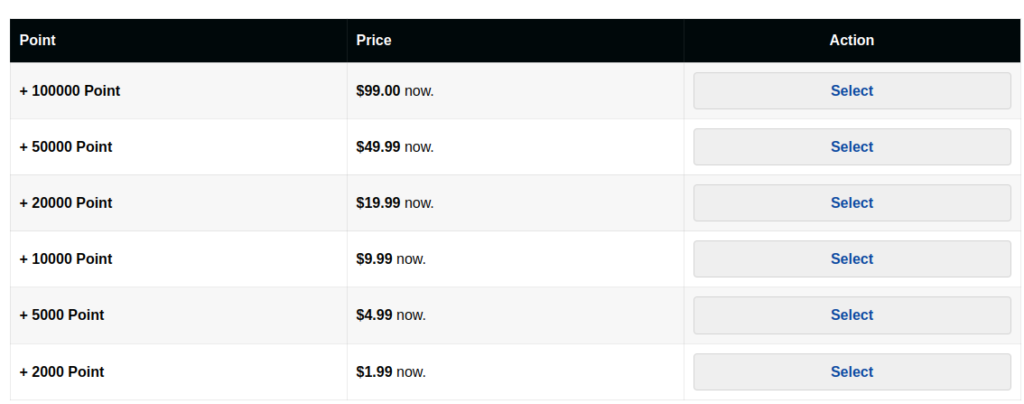 Point Price Action
+ 100000 Point $99.00 now. Select
+ 50000 Point $49.99 now. Select
+ 20000 Point $19.99 now. Select
+ 10000 Point $9.99 now. Select
+ 5000 Point $4.99 now. Select
+ 2000 Point $1.99 now. Select